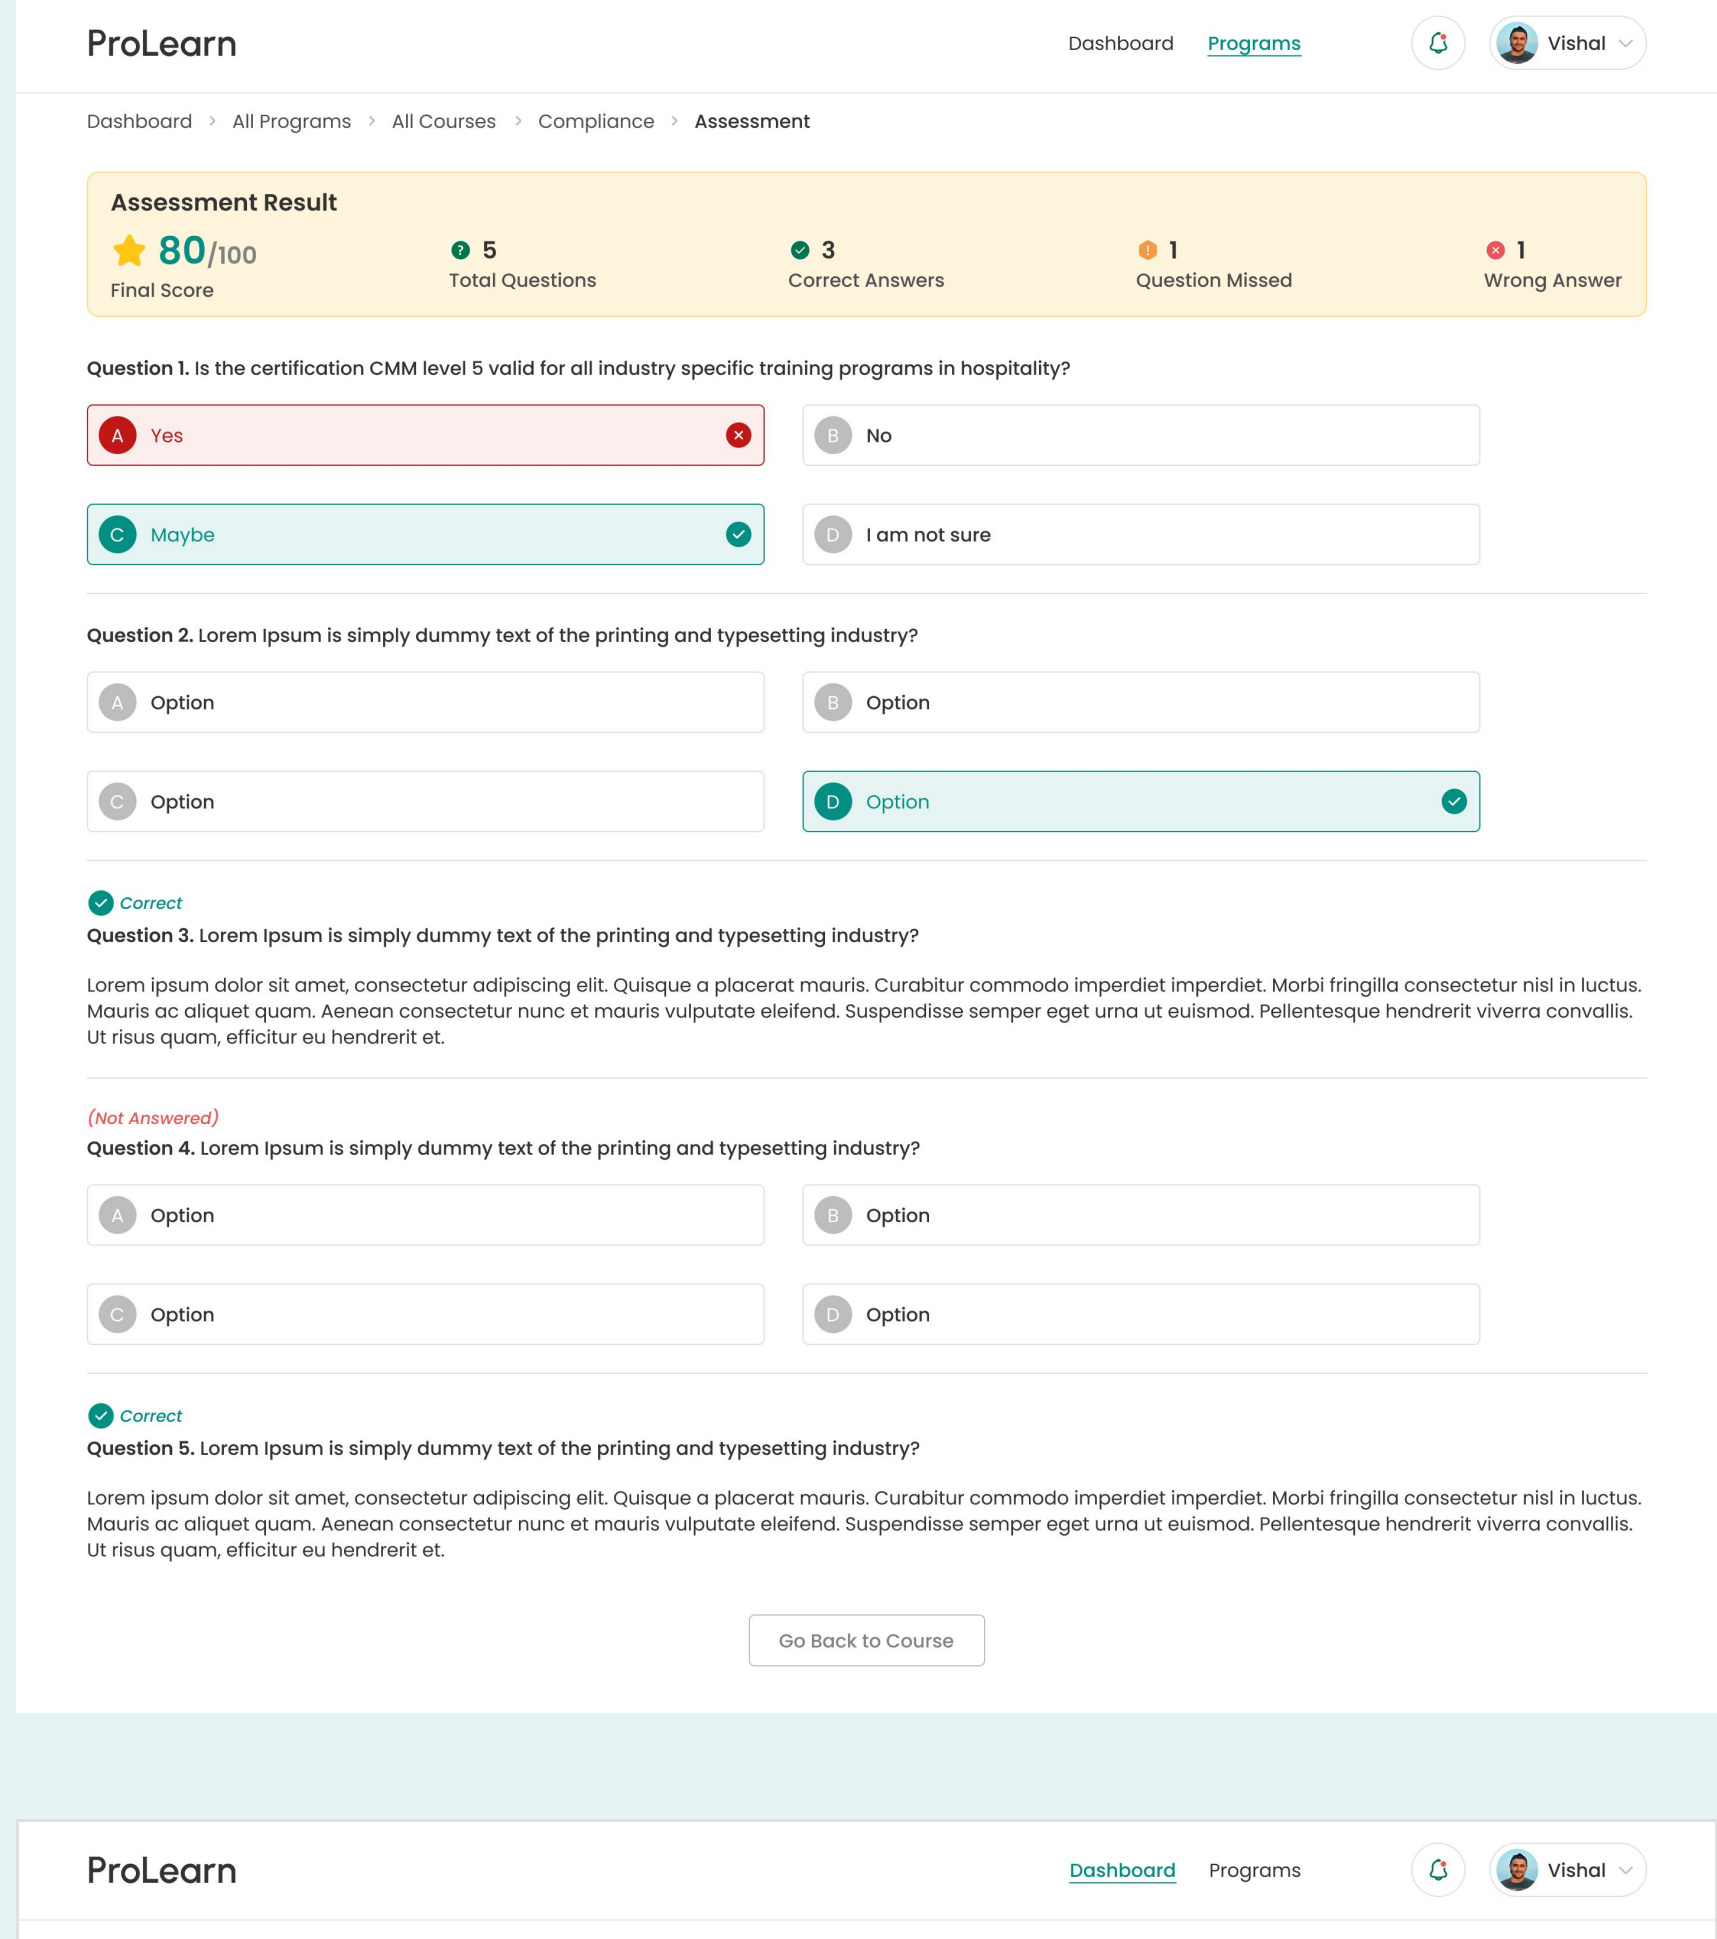 ProLearn
Dashboard Programs Vishal
Dashboard > All Programs > All Courses > Compliance > Assessment
Assessment Result
80/100 5 3 1 1
Final Score Total Questions Correct Answers Question Missed Wrong Answer
Question 1. Is the certification CMM level 5 valid for all industry specific training programs in hospitality?
A Yes B No
C Maybe D I am not sure
Question 2. Lorem Ipsum is simply dummy text of the printing and typesetting industry?
A Option B Option
C Option D Option
Correct
Question 3. Lorem Ipsum is simply dummy text of the printing and typesetting industry?
Lorem ipsum dolor sit amet, consectetur adipiscing elit. Quisque a placerat mauris. Curabitur commodo imperdiet imperdiet. Morbi fringilla consectetur nisl in luctus.
Mauris ac aliquet quam. Aenean consectetur nunc et mauris vulputate eleifend. Suspendisse semper eget urna ut euismod. Pellentesque hendrerit viverra convallis.
Ut risus quam, efficitur eu hendrerit et.
(Not Answered)
Question 4. Lorem Ipsum is simply dummy text of the printing and typesetting industry?
A Option B Option
C Option D Option
Correct
Question 5. Lorem Ipsum is simply dummy text of the printing and typesetting industry?
Lorem ipsum dolor sit amet, consectetur adipiscing elit. Quisque a placerat mauris. Curabitur commodo imperdiet imperdiet. Morbi fringilla consectetur nisl in luctus.
Mauris ac aliquet quam. Aenean consectetur nunc et mauris vulputate eleifend. Suspendisse semper eget urna ut euismod. Pellentesque hendrerit viverra convallis.
Ut risus quam, efficitur eu hendrerit et.
Go Back to Course
ProLearn
Dashboard Programs Vishal